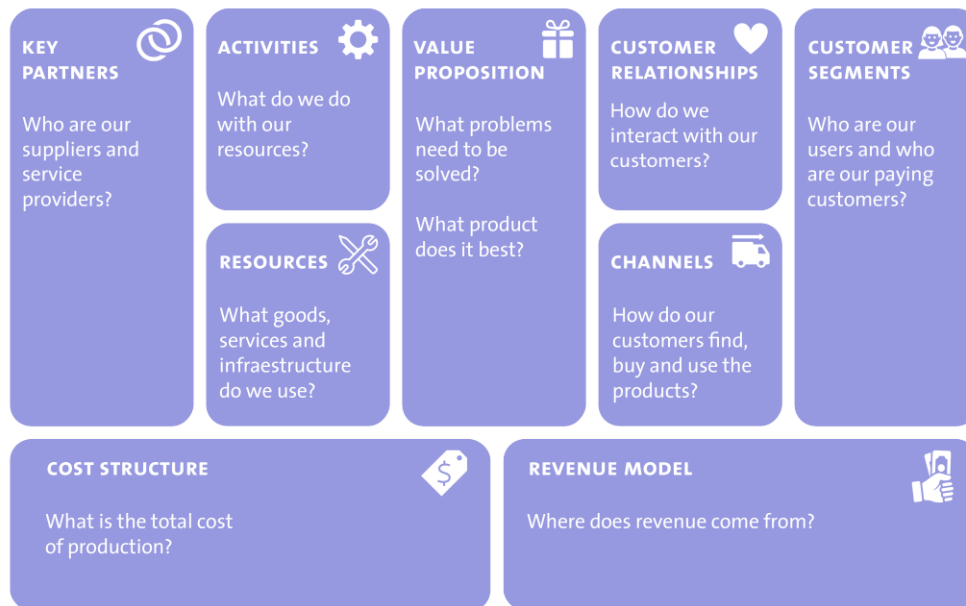 KEY
PARTNERS
Who are our
suppliers and
service
providers?
ACTIVITIES
What do we do
with our
resources?
RESOURCES
What goods,
services and
infraestructure
do we use?
VALUE
PROPOSITION
What problems
need to be
solved?
What product
does it best?
CUSTOMER
RELATIONSHIPS
How do we
interact with our
customers?
CHANNELS
How do our
customers find,
buy and use the
products?
CUSTOMER
SEGMENTS
Who are our
users and who
are our paying
customers?
COST STRUCTURE
$
What is the total cost
of production?
REVENUE MODEL
Where does revenue come from?